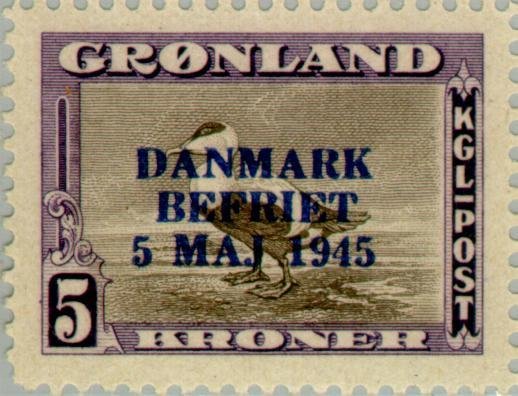 GRØNLAND
KGL-POST
DANMARK
BEFRIET
5 MAJ 1945
5
KRONER